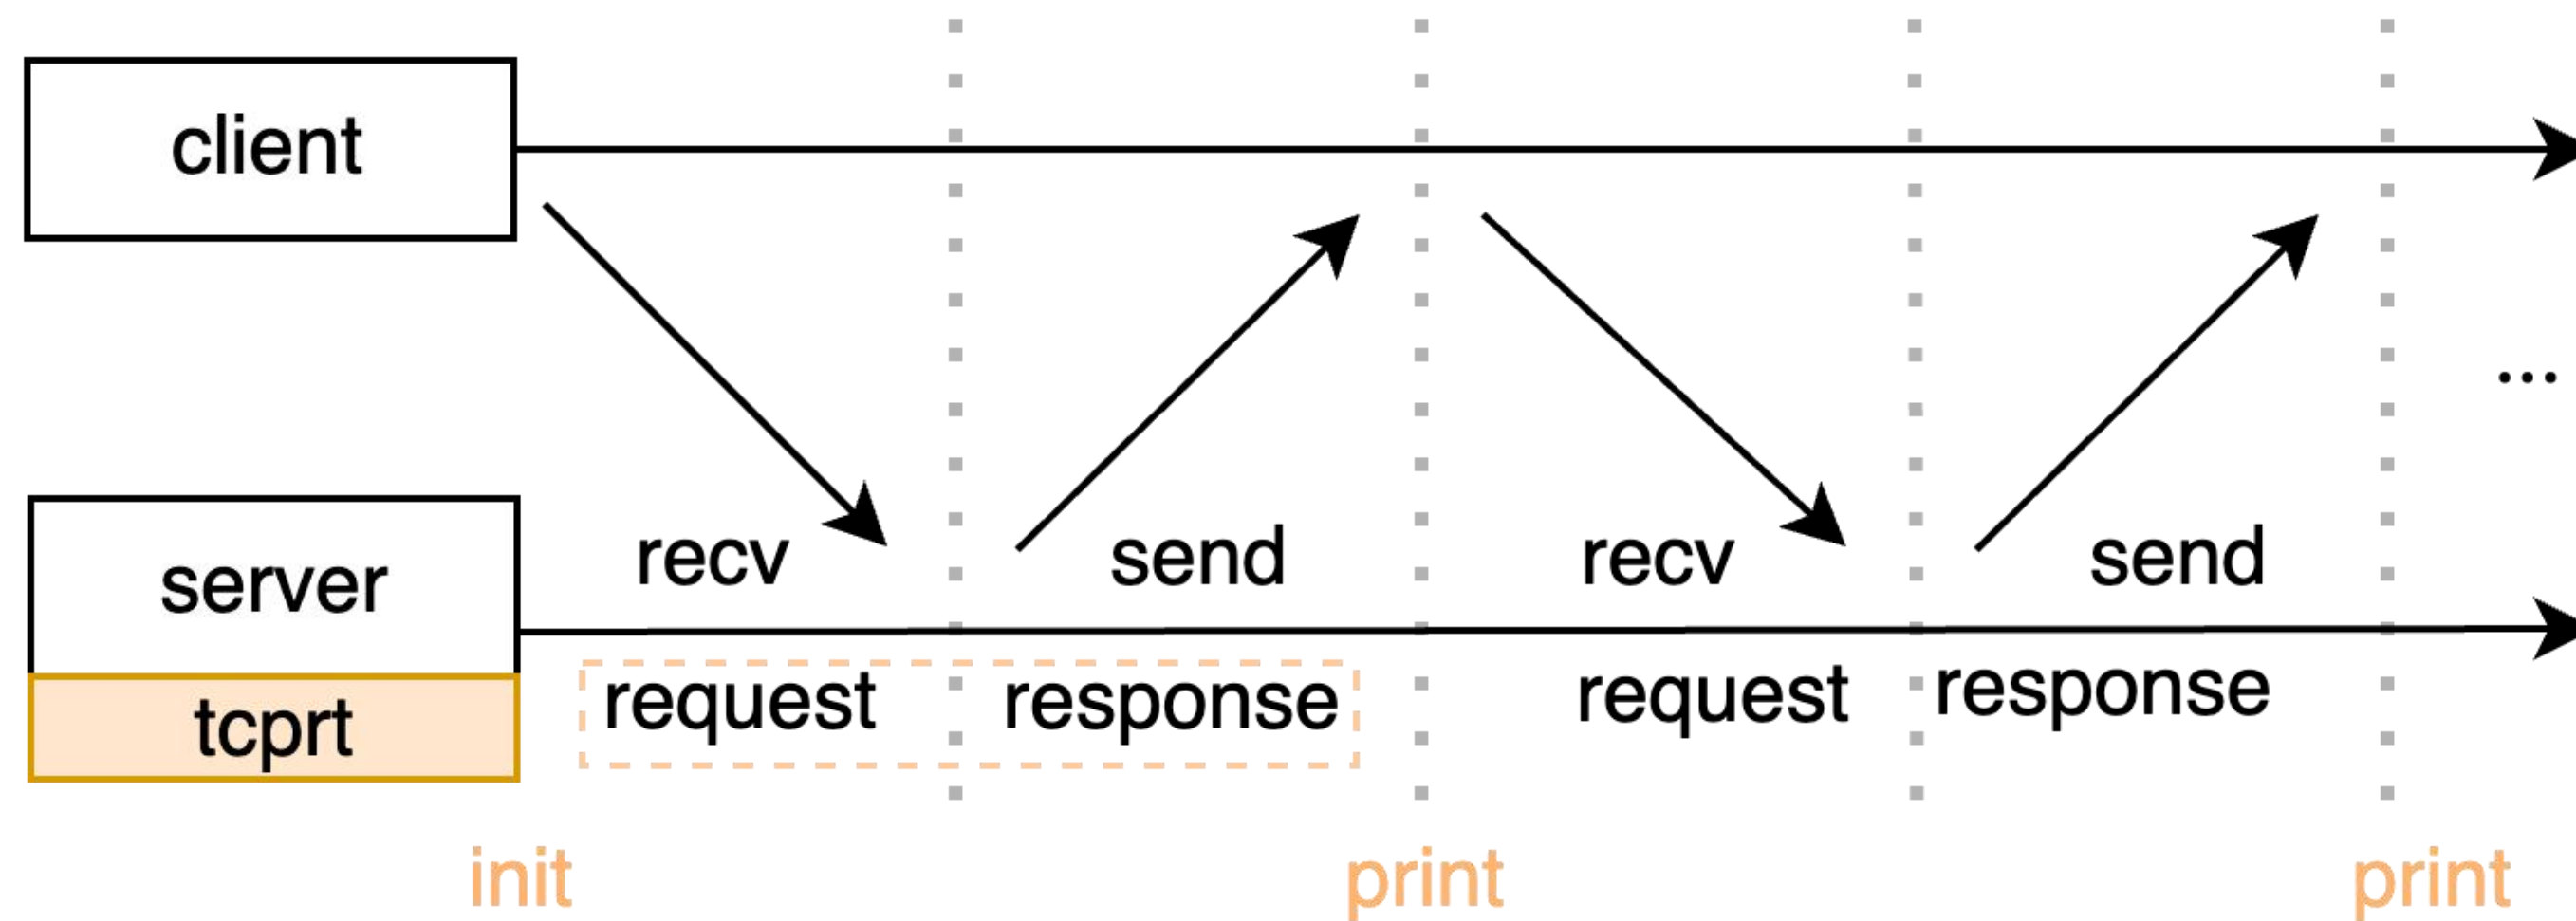 client
...
server
recv
send
recv
send
tcprt
request
response
request
response
init
print
print